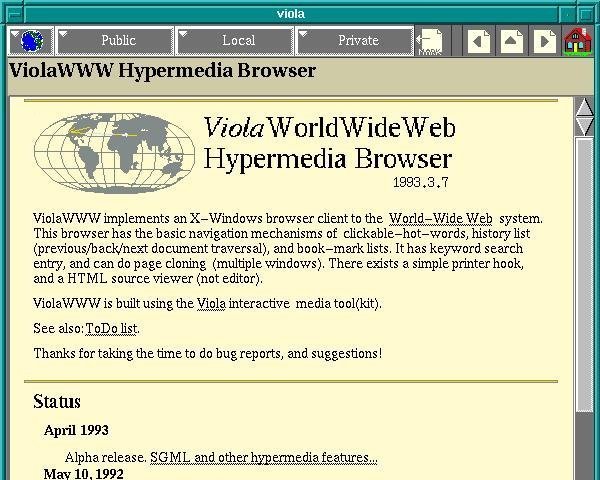 viola
Public
Local
Private
MARK
ViolaWWW Hypermedia Browser
ViolaWorldWideWeb
Hypermedia Browser
1993.3.7
ViolaWWW implements an X-Windows browser client to the World-Wide Web system.
This browser has the basic navigation mechanisms of clickable-hot-words, history list
(previous/back/next document traversal), and book-mark lists. It has keyword search
entry, and can do page cloning (multiple windows). There exists a simple printer hook,
and a HTML source viewer (not editor).
ViolaWWW is built using the Viola interactive media tool(kit).
See also: ToDo list.
Thanks for taking the time to do bug reports, and suggestions!
Status
April 1993
Alpha release. SGML and other hypermedia features...
May 10, 1992